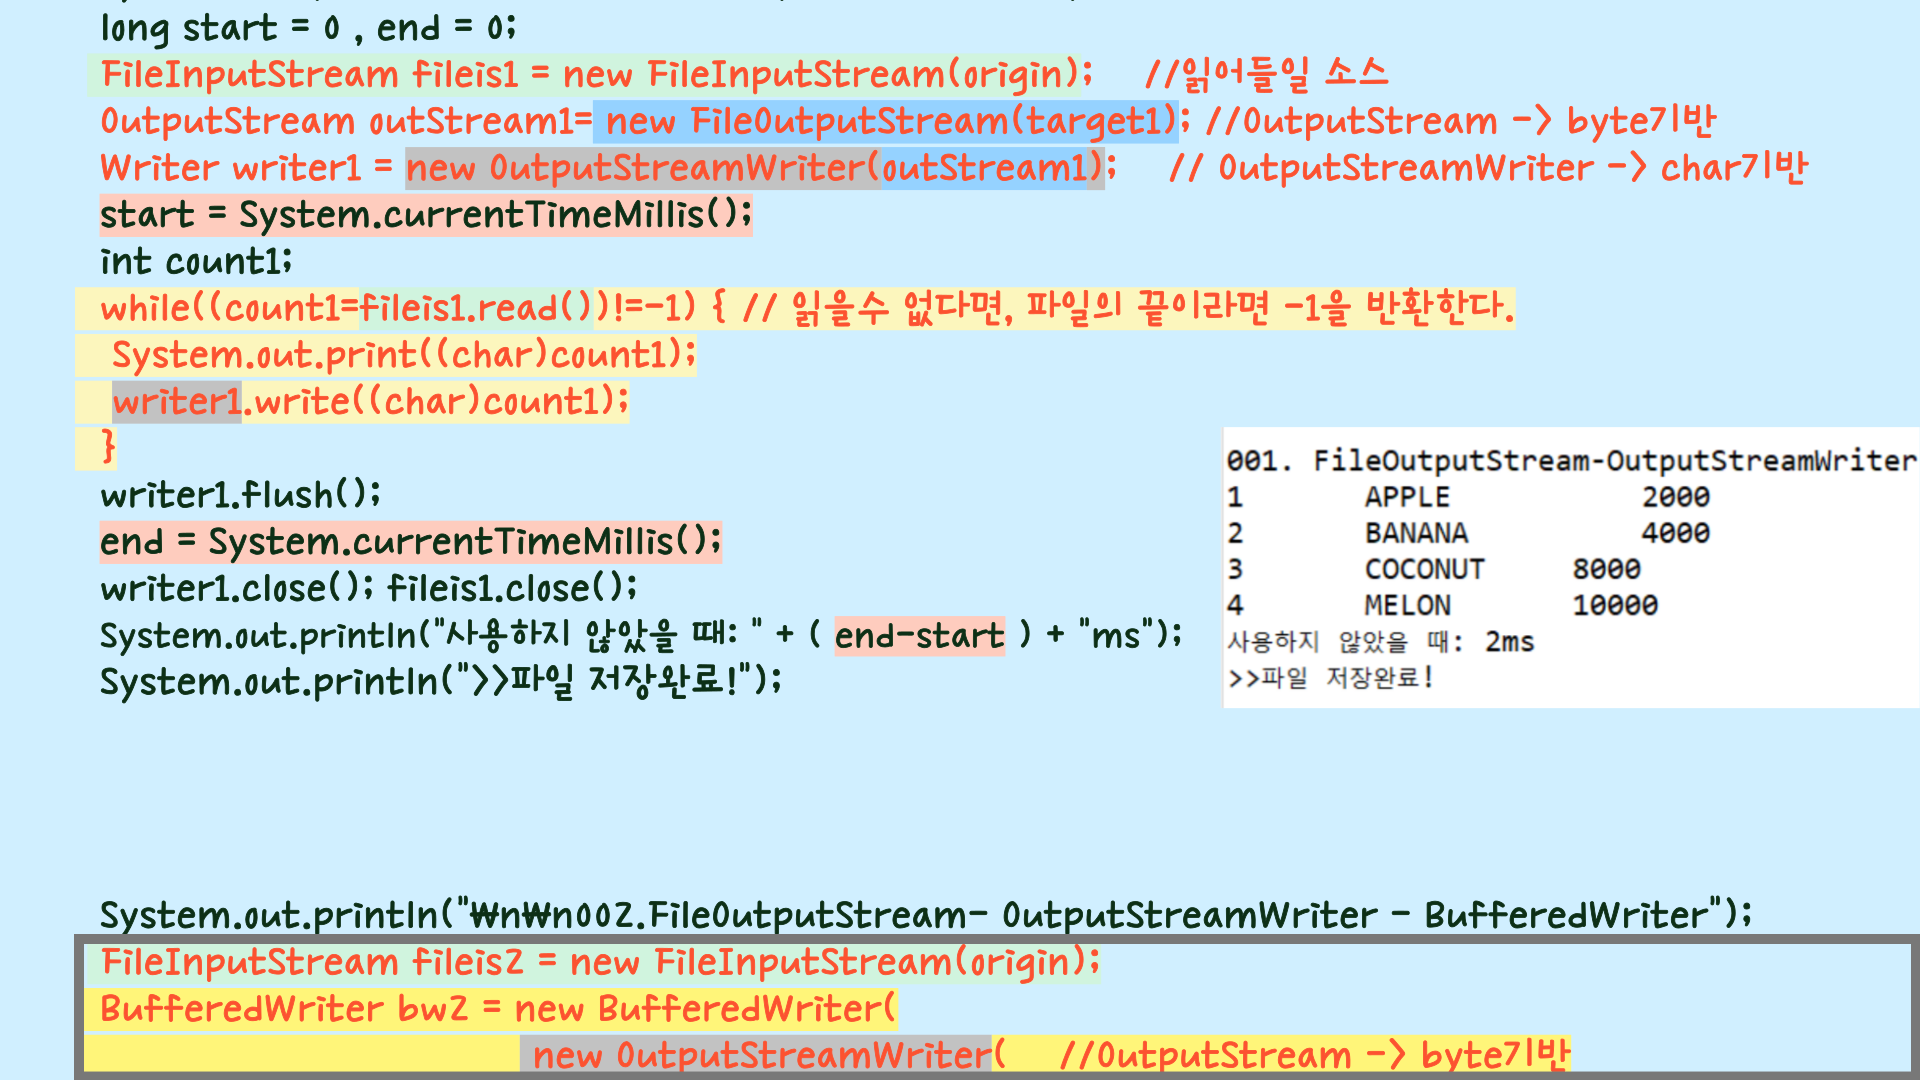 long start = 0 , end = 0;
FileInputStream fileis1 = new FileInputStream(origin);    //읽어들일 소스
OutputStream outStream1= new FileOutputStream(target1); //OutputStream -> byte기반
Writer writer1 = new OutputStreamWriter(outStream1);    // OutputStreamWriter -> char기반
start = System.currentTimeMillis();
int count1;
while((count1=fileis1.read())!=-1) { // 읽을수 없다면, 파일의 끝이라면 -1을 반환한다.
System.out.print((char)count1);
writer1.write((char)count1);
}
writer1.flush();
end = System.currentTimeMillis();
writer1.close(); fileis1.close();
System.out.println("사용하지 않았을 때: " + ( end-start ) + "ms");
System.out.println(">>파일 저장완료!");
001. FileOutputStream-OutputStreamWriter
1 APPLE 2000
2 BANANA 4000
3 COCONUT 8000
4 MELON 10000
사용하지 않았을 때: 2ms
>>파일 저장완료!
System.out.println("₩n₩n002.FileOutputStream- OutputStreamWriter - BufferedWriter");
FileInputStream fileis2 = new FileInputStream(origin);
BufferedWriter bw2 = new BufferedWriter(
new OutputStreamWriter(    //OutputStream -> byte기반